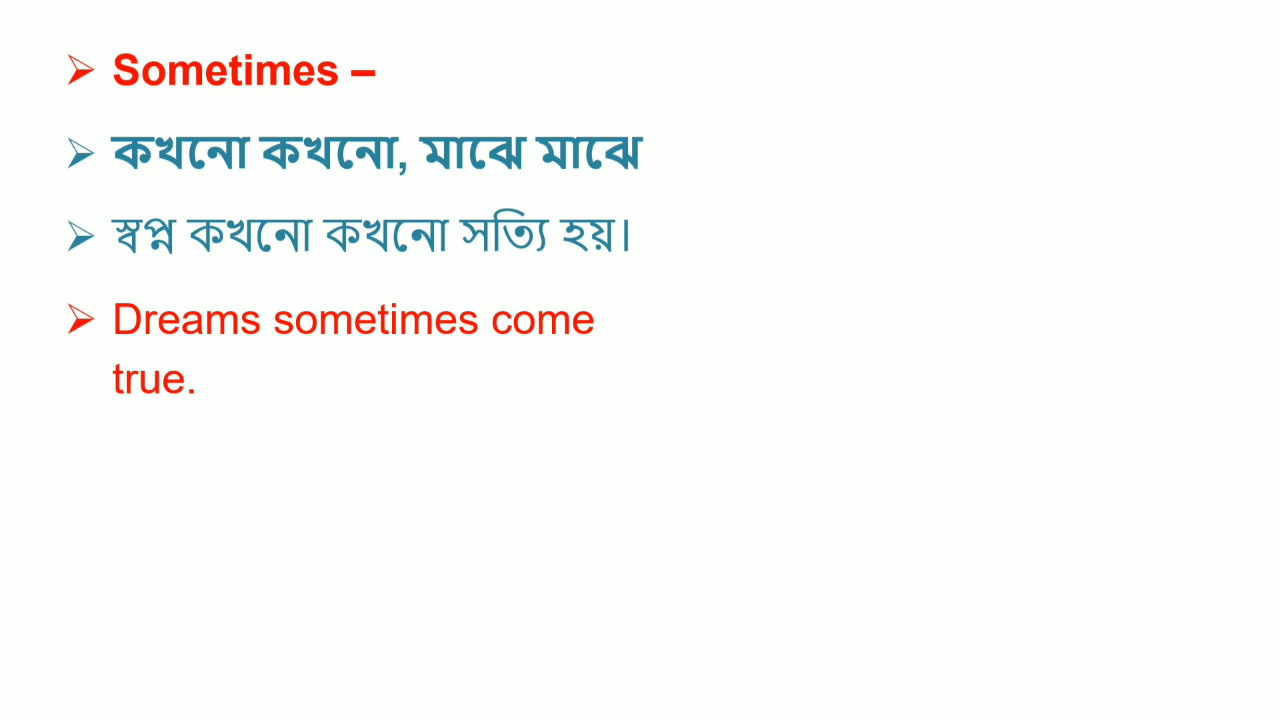 Sometimes –
কখনো কখনো, মাঝে মাঝে
স্বপ্ন কখনো কখনো সত্যি হয়।
Dreams sometimes come
true.